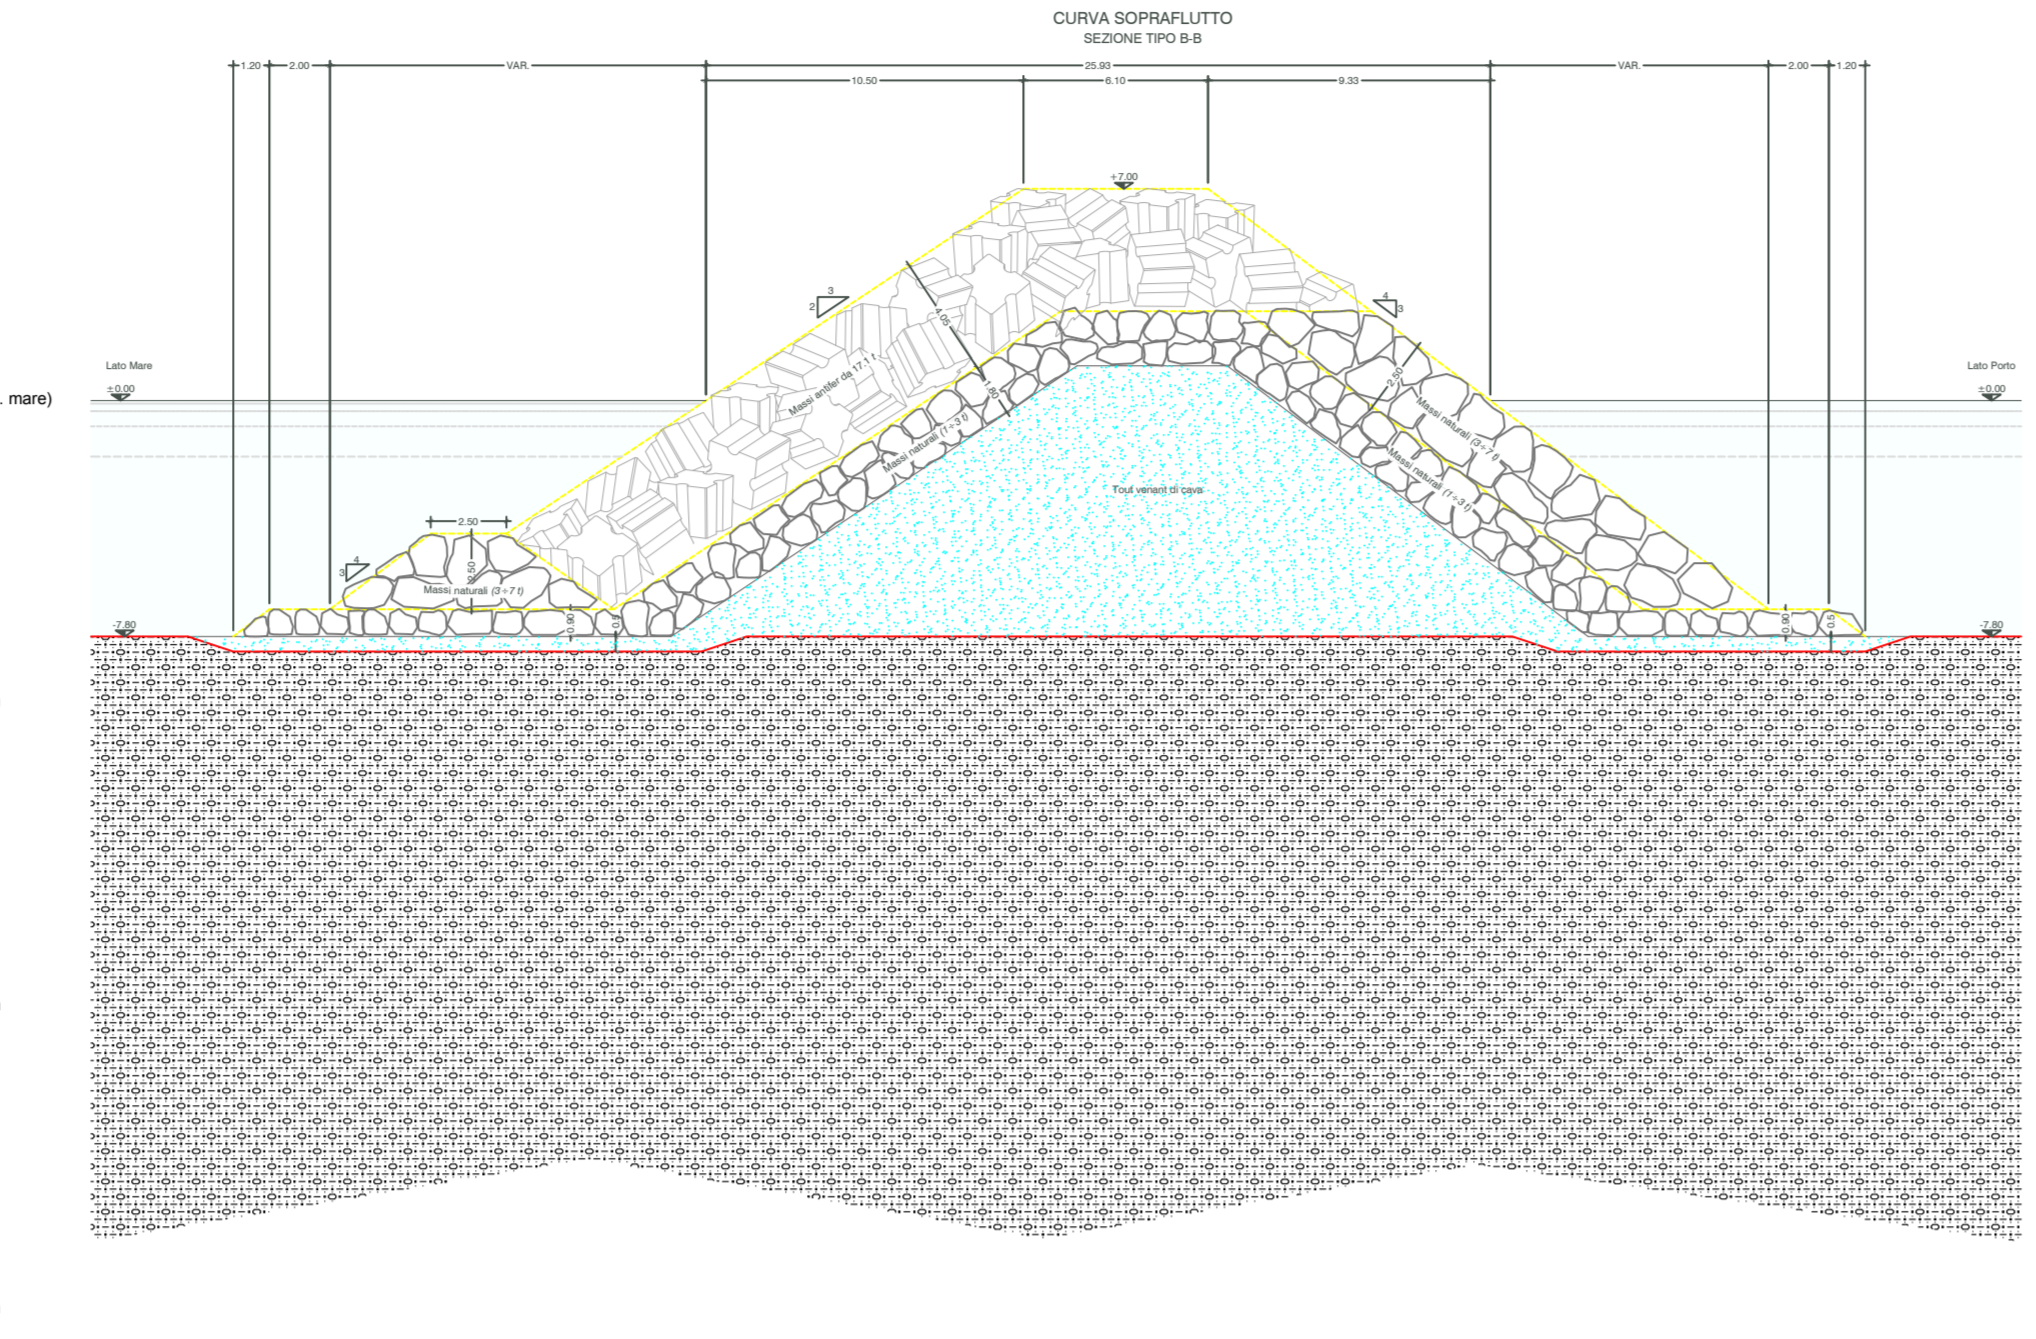 CURVA SOPRAFLUTTO
SEZIONE TIPO B-B
1.20 2.00 VAR. 25.93 VAR. 2.00 1.20
10.50 6.10 9.33
+7.00
3
2
4
3
4.05
Lato Mare
±0.00
. mare)
Lato Porto
±0.00
Massi antifer da 17.1 t
1.80
2.50
Massi naturali (3÷7 t)
Massi naturali (1÷3 t)
Massi naturali (1÷3 t)
Tout venant di cava
2.50
4
3
2.50
Massi naturali (3÷7 t)
0.90
0.5
0.90
0.5
-7.80
-7.80